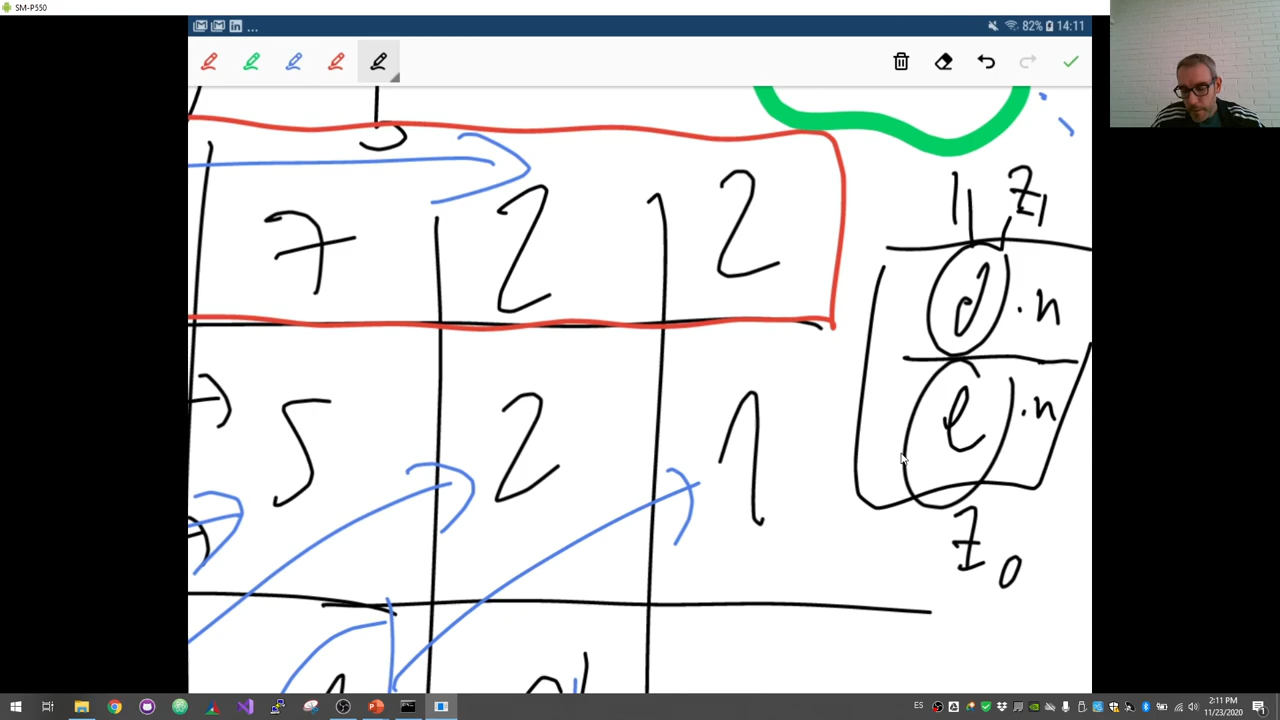 SM-P550
... 82% 14:11
7 2 2
5 2 1
z1
d · n
e · n
z0
ES 2:11 PM
11/23/2020